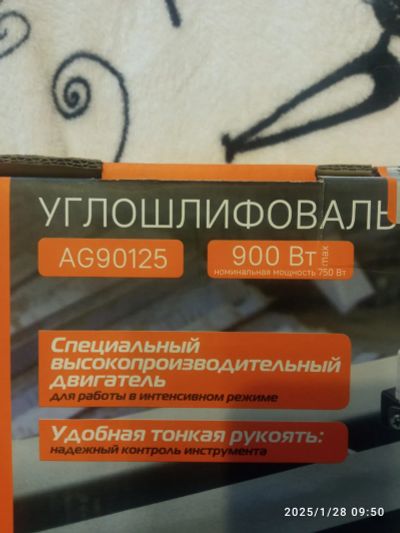 УГЛОШЛИФОВАЛЬ
AG90125
900 Вт max
номинальная мощность 750 Вт
Специальный
высокопроизводительный
двигатель
для работы в интенсивном режиме
Удобная тонкая рукоять:
надежный контроль инструмента
2025/1/28 09:50